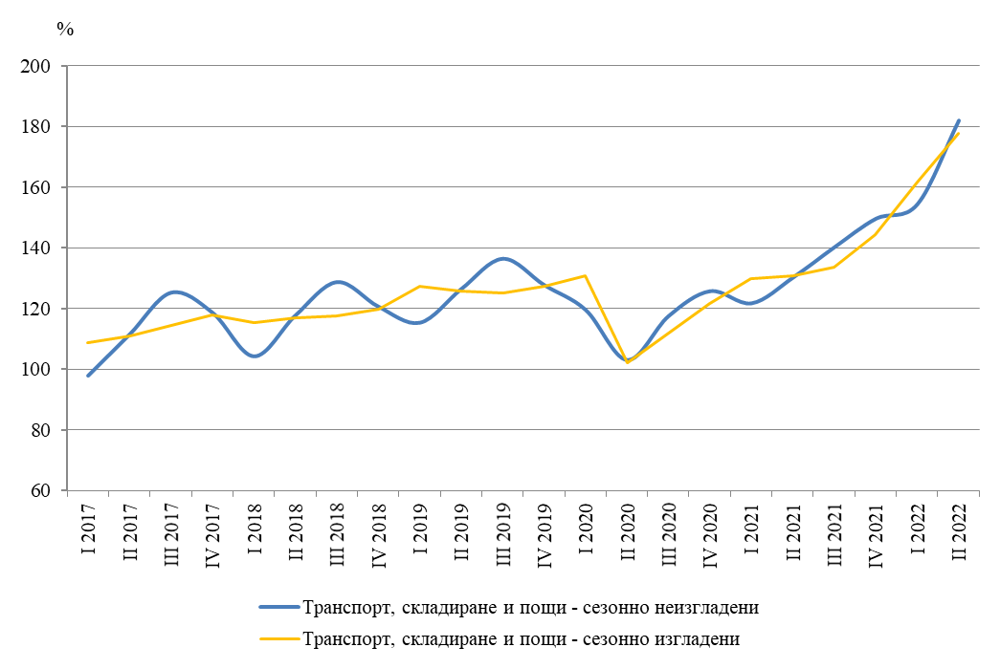 %
200
180
160
140
120
100
80
60
I 2017
II 2017
III 2017
IV 2017
I 2018
II 2018
III 2018
IV 2018
I 2019
II 2019
III 2019
IV 2019
I 2020
II 2020
III 2020
IV 2020
I 2021
II 2021
III 2021
IV 2021
I 2022
II 2022
Транспорт, складиране и пощи - сезонно неизгладени
Транспорт, складиране и пощи - сезонно изгладени